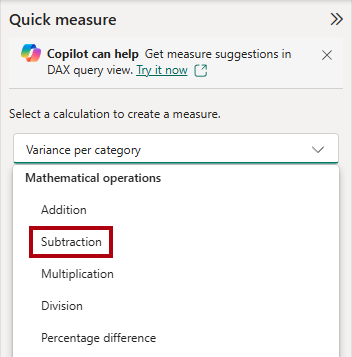 Quick measure
Copilot can help Get measure suggestions in
DAX query view. Try it now
Select a calculation to create a measure.
Variance per category
Mathematical operations
Addition
Subtraction
Multiplication
Division
Percentage difference